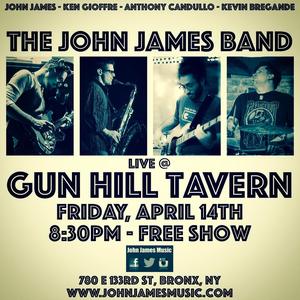 JOHN JAMES - KEN GIOFFRE - ANTHONY CANDULLO - KEVIN BREGANDE
THE JOHN JAMES BAND
LIVE @
GUN HILL TAVERN
FRIDAY, APRIL 14TH
8:30PM - FREE SHOW
John James Music
780 E 133RD ST, BRONX, NY
WWW.JOHNJAMESMUSIC.COM